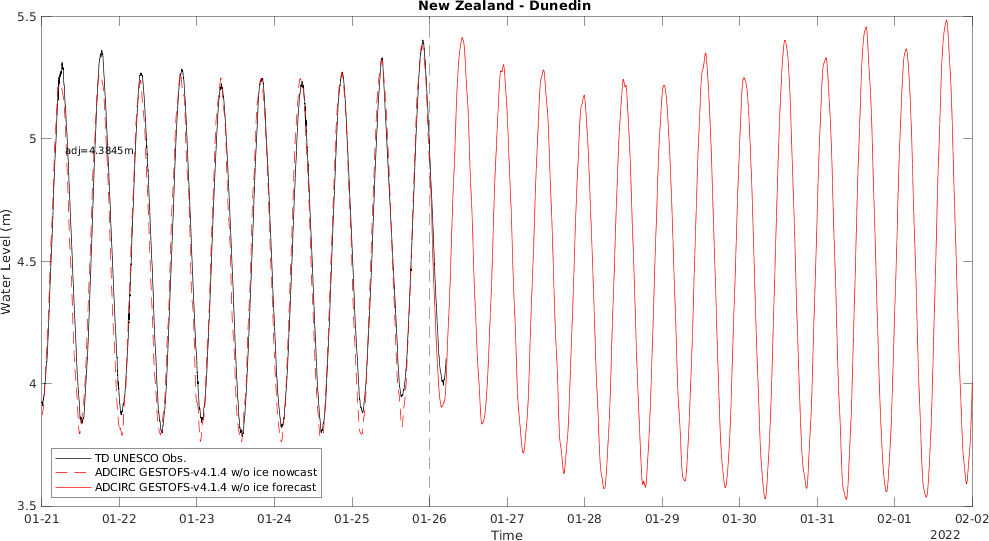 New Zealand - Dunedin
5.5
5
4.5
4
3.5
Water Level (m)
adj=4.3845m
TD UNESCO Obs.
ADCIRC GESTOFS-v4.1.4 w/o ice nowcast
ADCIRC GESTOFS-v4.1.4 w/o ice forecast
01-21 01-22 01-23 01-24 01-25 01-26 01-27 01-28 01-29 01-30 01-31 02-01 02-02
Time
2022